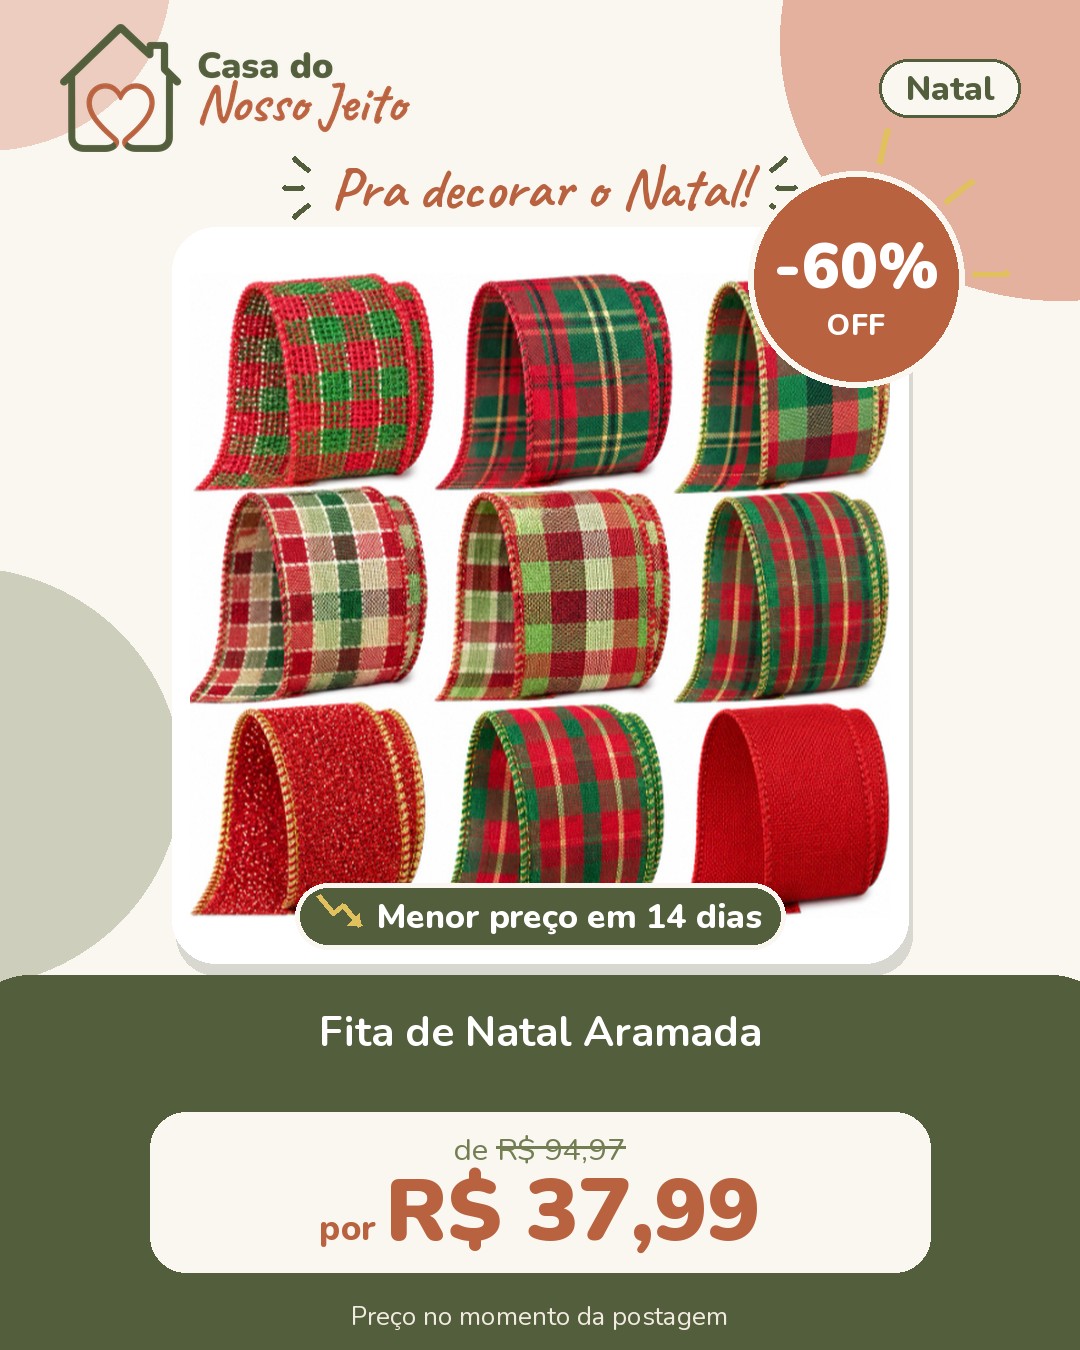 Casa do
Nosso Jeito
Natal
Pra decorar o Natal!
-60%
OFF
Menor preço em 14 dias
Fita de Natal Aramada
de R$ 94,97
por R$ 37,99
Preço no momento da postagem